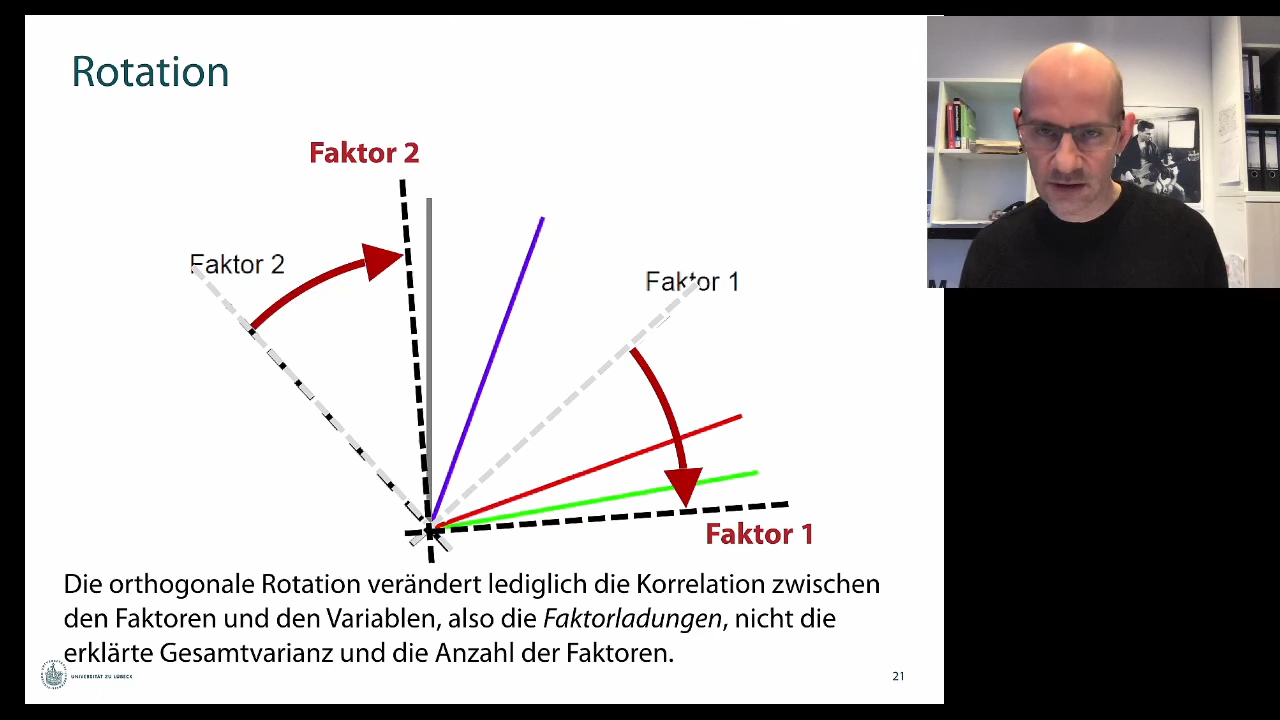 Rotation
Faktor 2
Faktor 2
Faktor 1
Faktor 1
Die orthogonale Rotation verändert lediglich die Korrelation zwischen
den Faktoren und den Variablen, also die Faktorladungen, nicht die
erklärte Gesamtvarianz und die Anzahl der Faktoren.
UNIVERSITÄT ZU LÜBECK
21
M